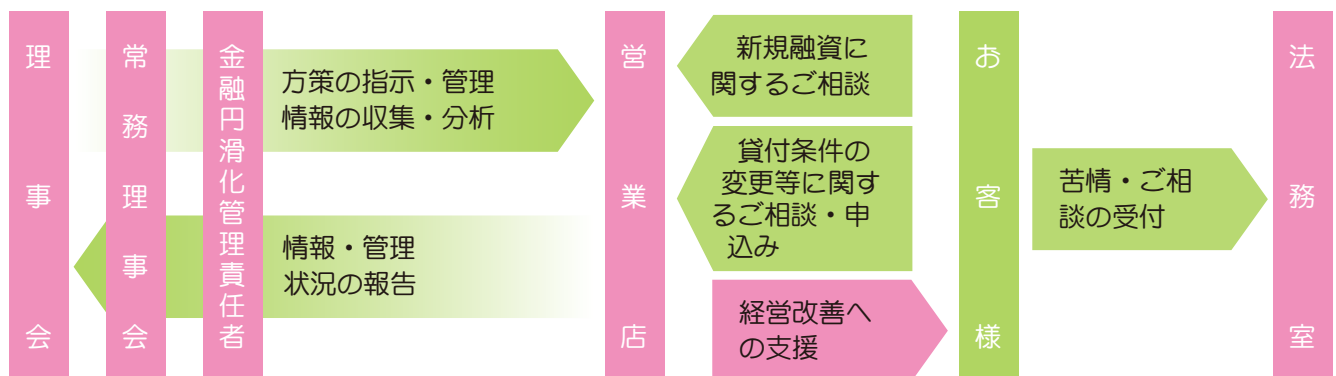 理事会
常務理事会
金融円滑化管理責任者
方策の指示・管理
情報の収集・分析
情報・管理
状況の報告
営業店
新規融資に
関するご相談
貸付条件の
変更等に関す
るご相談・申
込み
経営改善へ
の支援
お客様
苦情・ご相
談の受付
法務室